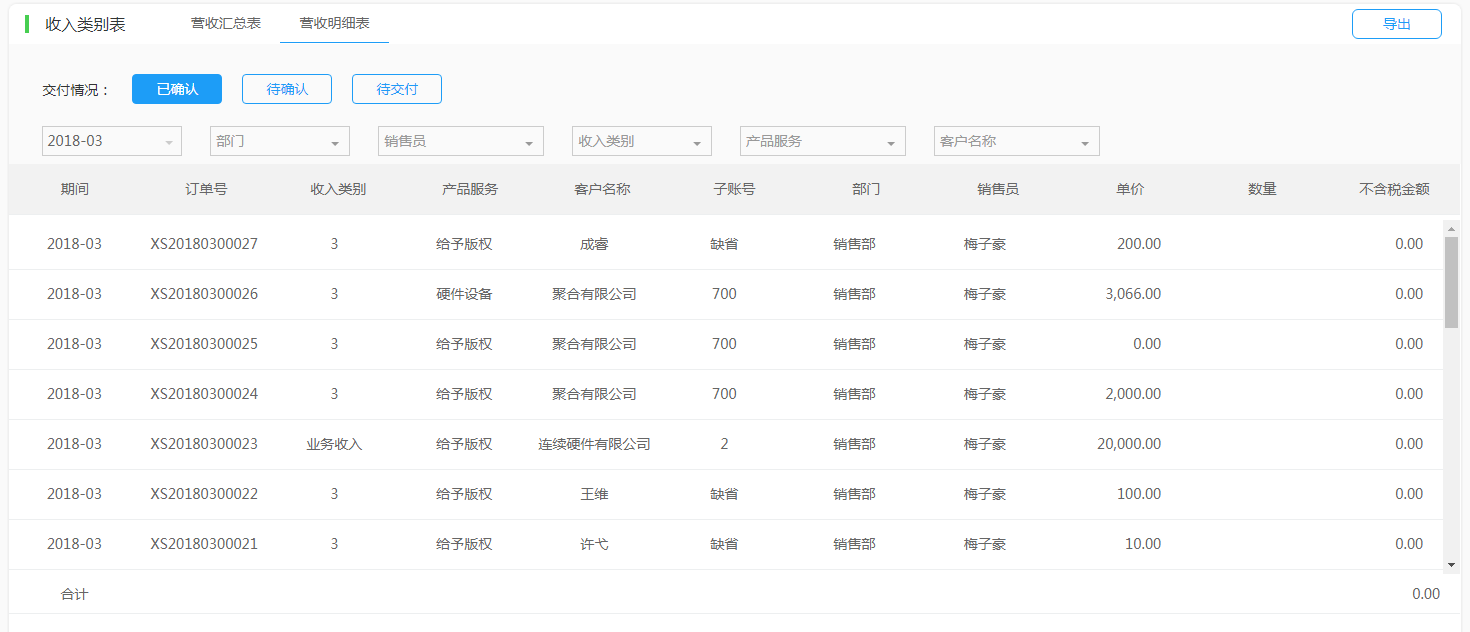 收入类别表 营收汇总表 营收明细表 导出
交付情况： 已确认 待确认 待交付
2018-03 部门 销售员 收入类别 产品服务 客户名称
期间 订单号 收入类别 产品服务 客户名称 子账号 部门 销售员 单价 数量 不含税金额
2018-03 XS20180300027 3 给予版权 成睿 缺省 销售部 梅子豪 200.00 0.00
2018-03 XS20180300026 3 硬件设备 聚合有限公司 700 销售部 梅子豪 3,066.00 0.00
2018-03 XS20180300025 3 给予版权 聚合有限公司 700 销售部 梅子豪 0.00 0.00
2018-03 XS20180300024 3 给予版权 聚合有限公司 700 销售部 梅子豪 2,000.00 0.00
2018-03 XS20180300023 业务收入 给予版权 连续硬件有限公司 2 销售部 梅子豪 20,000.00 0.00
2018-03 XS20180300022 3 给予版权 王维 缺省 销售部 梅子豪 100.00 0.00
2018-03 XS20180300021 3 给予版权 许弋 缺省 销售部 梅子豪 10.00 0.00
合计 0.00